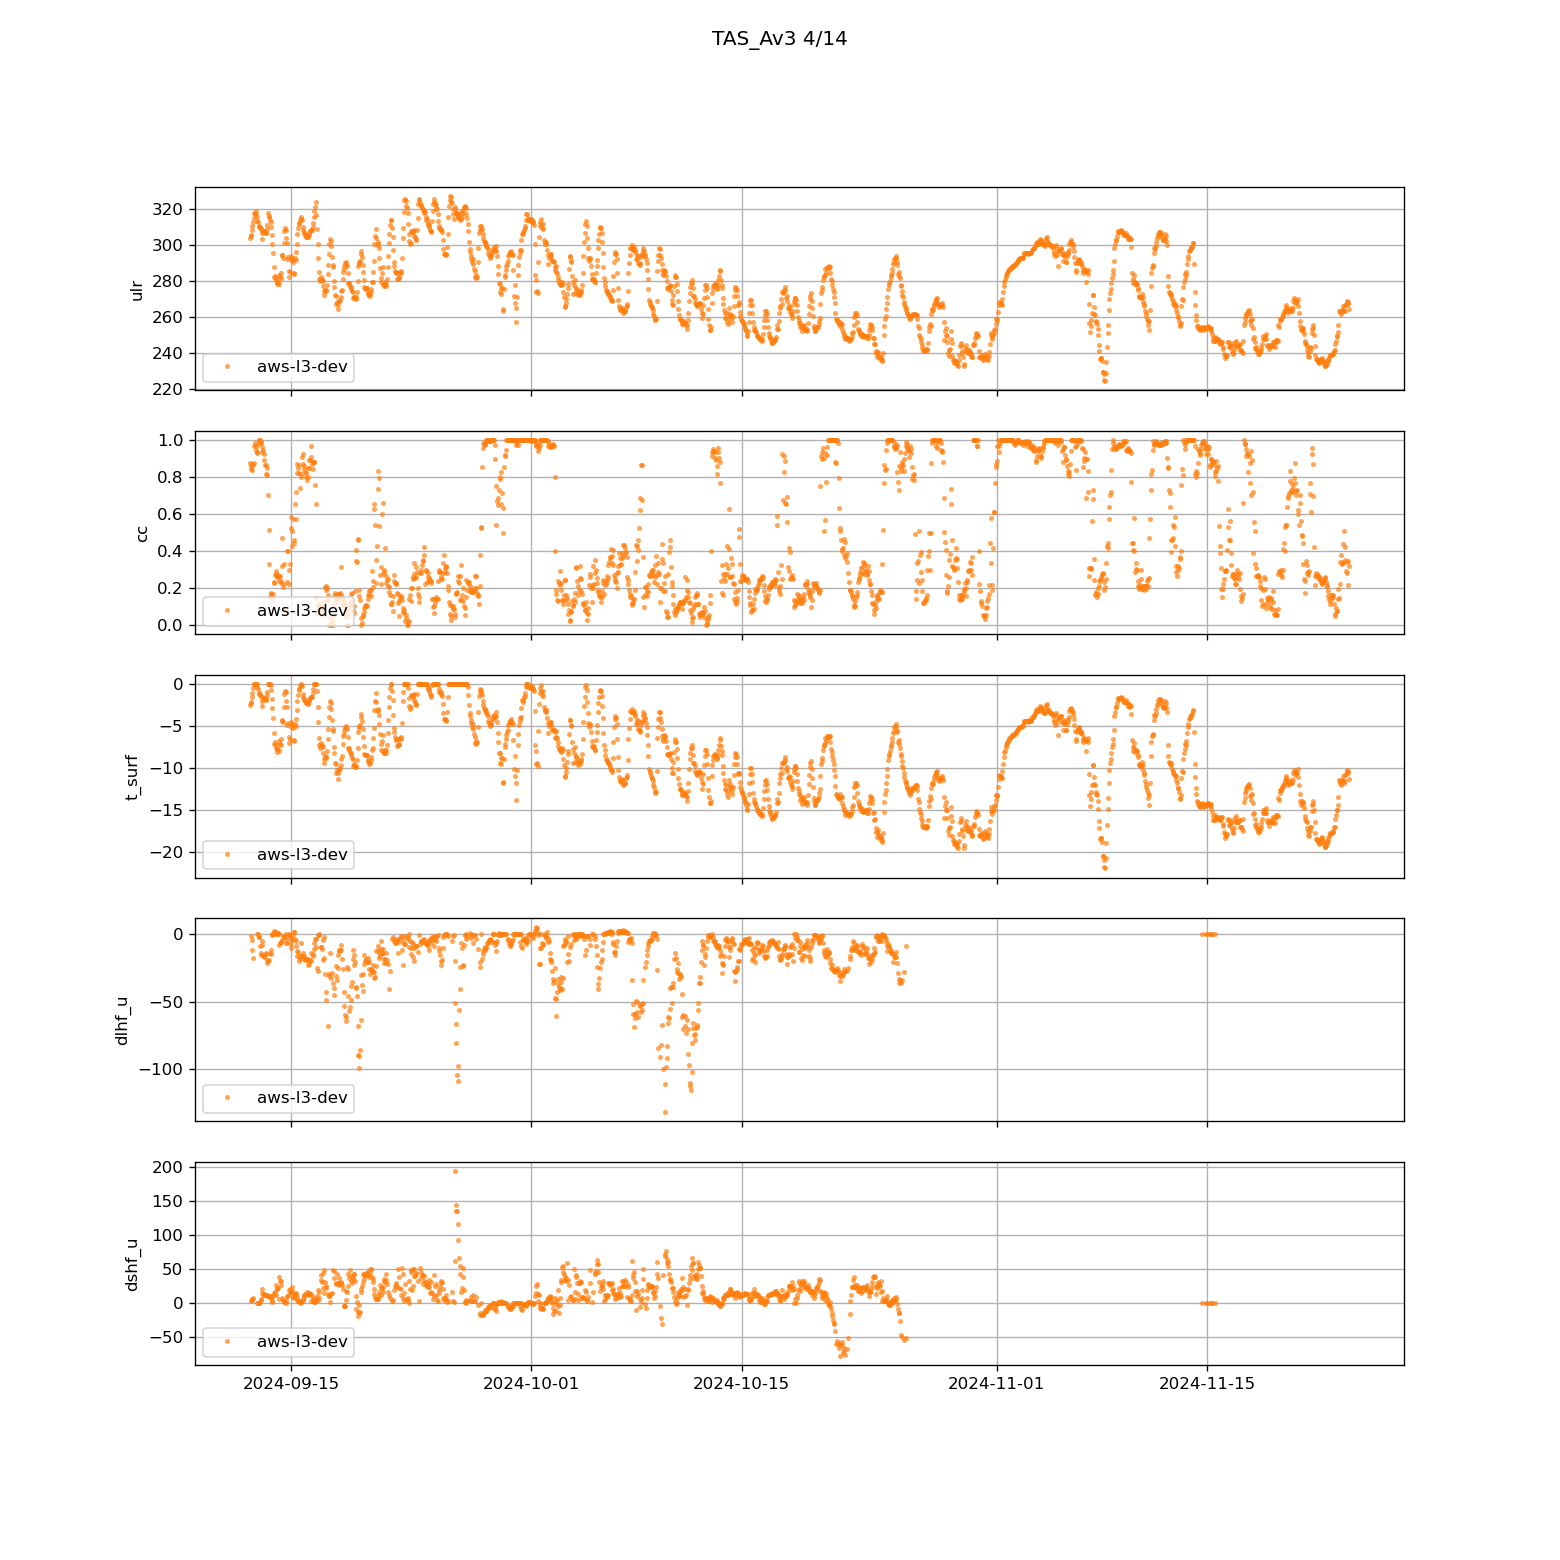 TAS_Av3 4/14
320
300
280
260
240
220
ulr
aws-l3-dev
1.0
0.8
0.6
0.4
0.2
0.0
cc
aws-l3-dev
0
−5
−10
−15
−20
t_surf
aws-l3-dev
0
−50
−100
dlhf_u
aws-l3-dev
200
150
100
50
0
−50
dshf_u
aws-l3-dev
2024-09-15 2024-10-01 2024-10-15 2024-11-01 2024-11-15